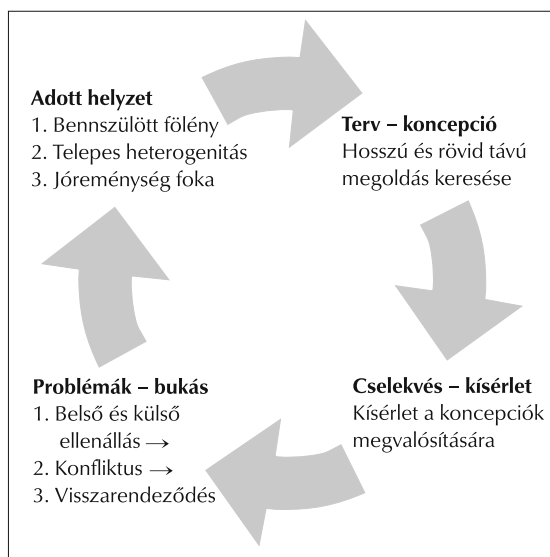 Adott helyzet
1. Bennszülött fölény
2. Telepes heterogenitás
3. Jóreménység foka
Terv – koncepció
Hosszú és rövid távú
megoldás keresése
Cselekvés – kísérlet
Kísérlet a koncepciók
megvalósítására
Problémák – bukás
1. Belső és külső
ellenállás →
2. Konfliktus →
3. Visszarendeződés